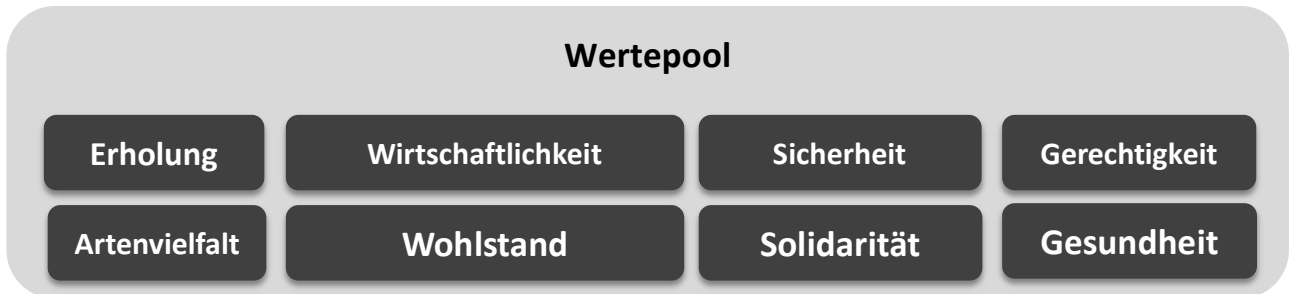 Wertepool
Erholung Wirtschaftlichkeit Sicherheit Gerechtigkeit
Artenvielfalt Wohlstand Solidarität Gesundheit